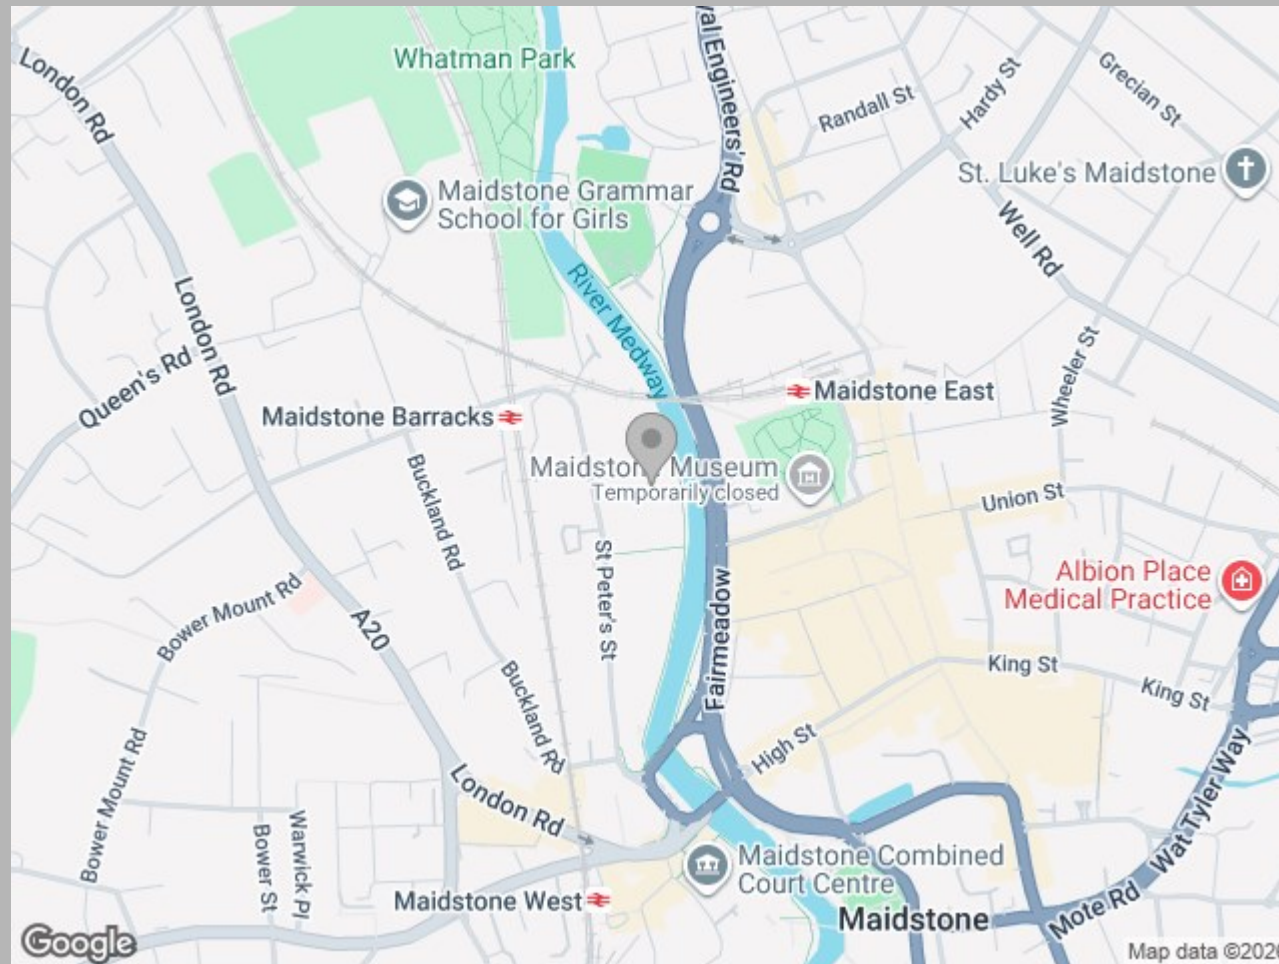 Whatman Park
London Rd
Randall St
Hardy St
Grecian St
Maidstone Grammar
School for Girls
val Engineers' Rd
St. Luke's Maidstone
Well Rd
London Rd
River Medway
Queen's Rd
Wheeler St
Maidstone East
Maidstone Barracks
Buckland Rd
Museum
Temporarily closed
Union St
St Peter's St
Albion Place
Medical Practice
Bower Mount Rd
A20
Fairmeadow
King St
King St
Buckland Rd
High St
London Rd
Bower Mount Rd
Warwick Pl
Bower St
Wat Tyler Way
Maidstone Combined
Court Centre
Maidstone West
Maidstone
Mote Rd
Google
Map data ©2026